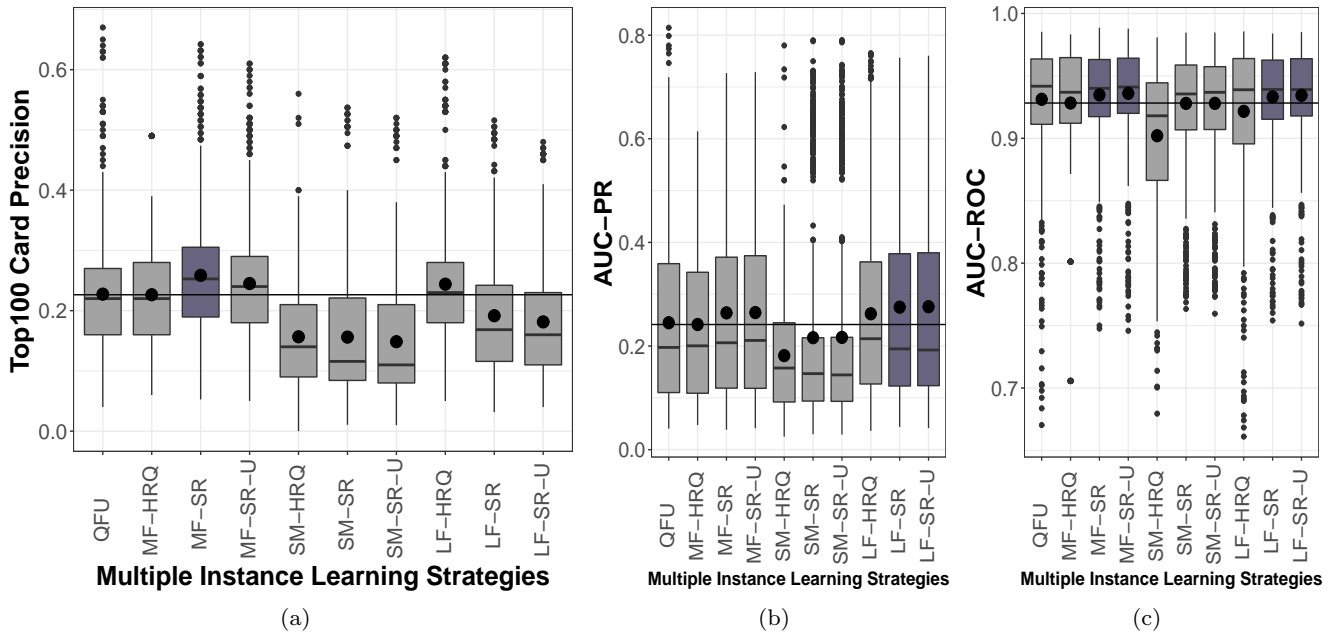 Top100 Card Precision
0.6
0.4
0.2
0.0
QFU
MF−HRQ
MF−SR
MF−SR−U
SM−HRQ
SM−SR
SM−SR−U
LF−HRQ
LF−SR
LF−SR−U
Multiple Instance Learning Strategies
(a)
AUC−PR
0.8
0.6
0.4
0.2
0.0
QFU
MF−HRQ
MF−SR
MF−SR−U
SM−HRQ
SM−SR
SM−SR−U
LF−HRQ
LF−SR
LF−SR−U
Multiple Instance Learning Strategies
(b)
AUC−ROC
1.0
0.9
0.8
0.7
QFU
MF−HRQ
MF−SR
MF−SR−U
SM−HRQ
SM−SR
SM−SR−U
LF−HRQ
LF−SR
LF−SR−U
Multiple Instance Learning Strategies
(c)